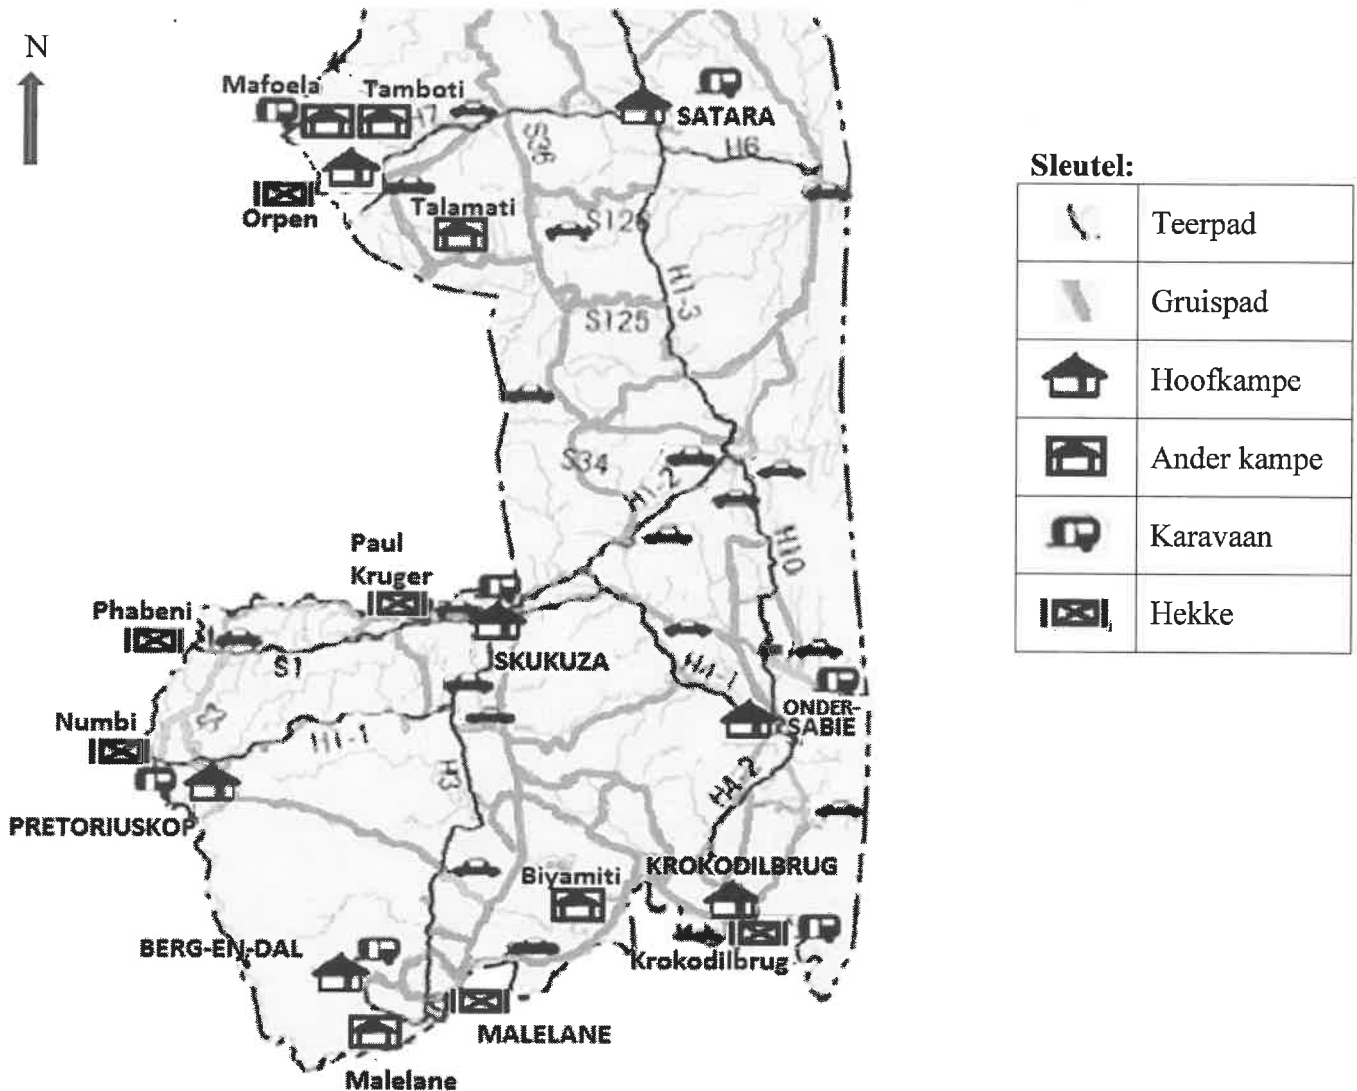 N
Mafoela
Tamboti
H7
SATARA
S36
H6
Orpen
Talamati
S126
H1-3
S125
S34
H1-2
H10
Paul
Kruger
Phabeni
S1
SKUKUZA
H4-1
ONDER-
SABIE
Numbi
H1-1
H3
H4-2
PRETORIUSKOP
KROKODILBRUG
Biyamiti
BERG-EN-DAL
Krokodilbrug
MALELANE
Malelane
Sleutel:
Teerpad
Gruispad
Hoofkampe
Ander kampe
Karavaan
Hekke